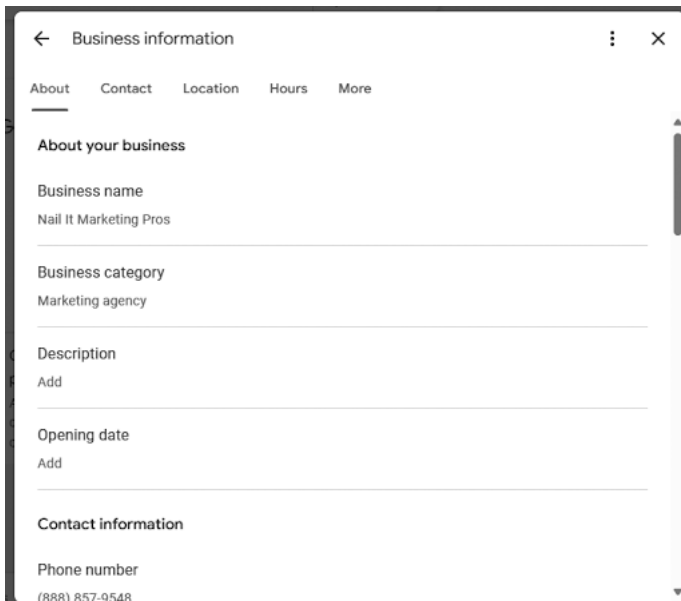 Business information
About Contact Location Hours More
About your business
Business name
Nail It Marketing Pros
Business category
Marketing agency
Description
Add
Opening date
Add
Contact information
Phone number
(888) 857-9548